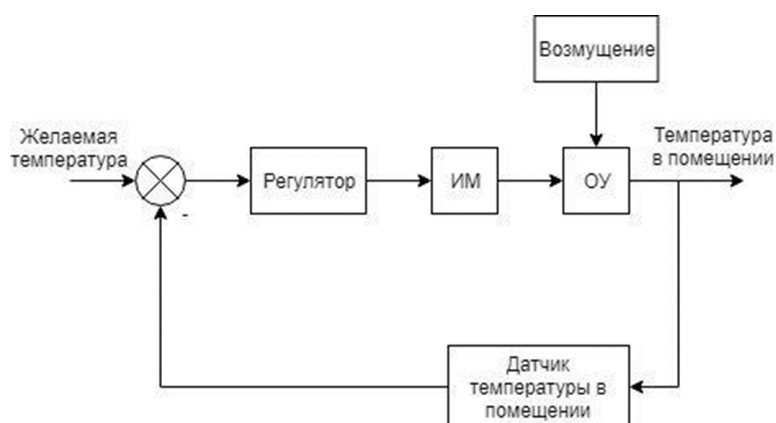 Возмущение
Желаемая
температура
Температура
в помещении
Регулятор
ИМ
ОУ
-
Датчик
температуры в
помещении